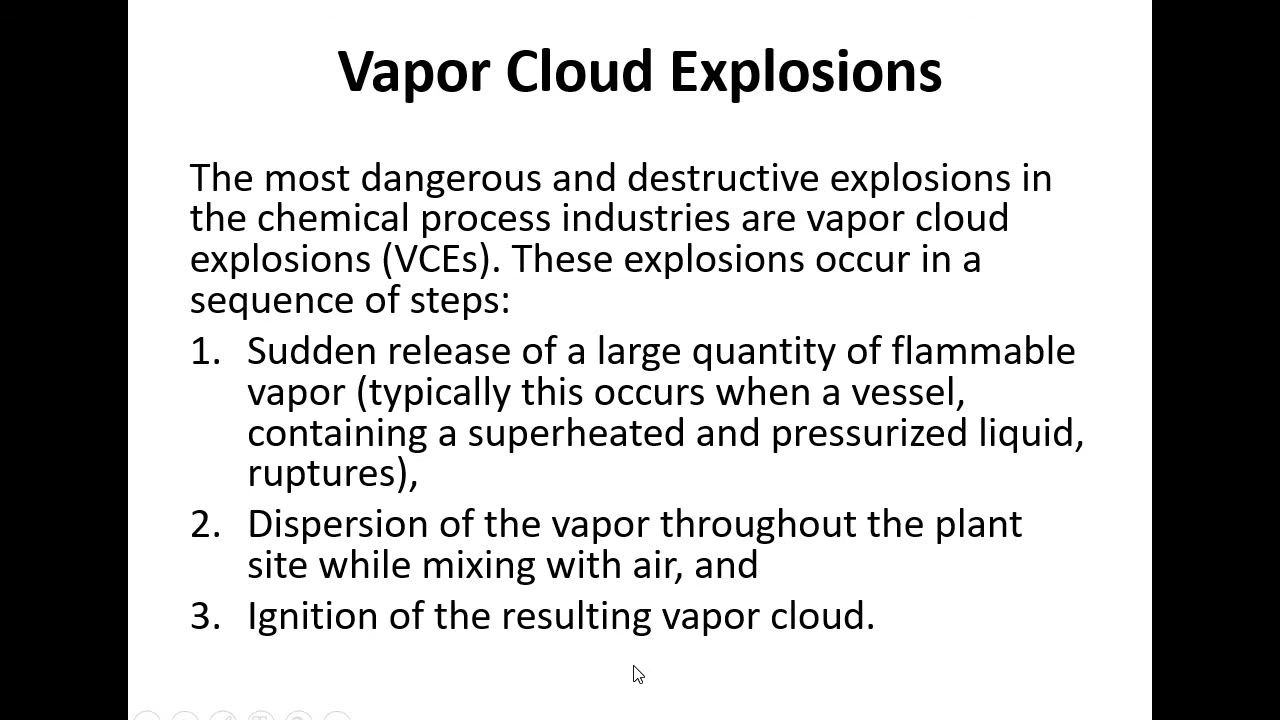 Vapor Cloud Explosions
The most dangerous and destructive explosions in
the chemical process industries are vapor cloud
explosions (VCEs). These explosions occur in a
sequence of steps:
1. Sudden release of a large quantity of flammable
vapor (typically this occurs when a vessel,
containing a superheated and pressurized liquid,
ruptures),
2. Dispersion of the vapor throughout the plant
site while mixing with air, and
3. Ignition of the resulting vapor cloud.